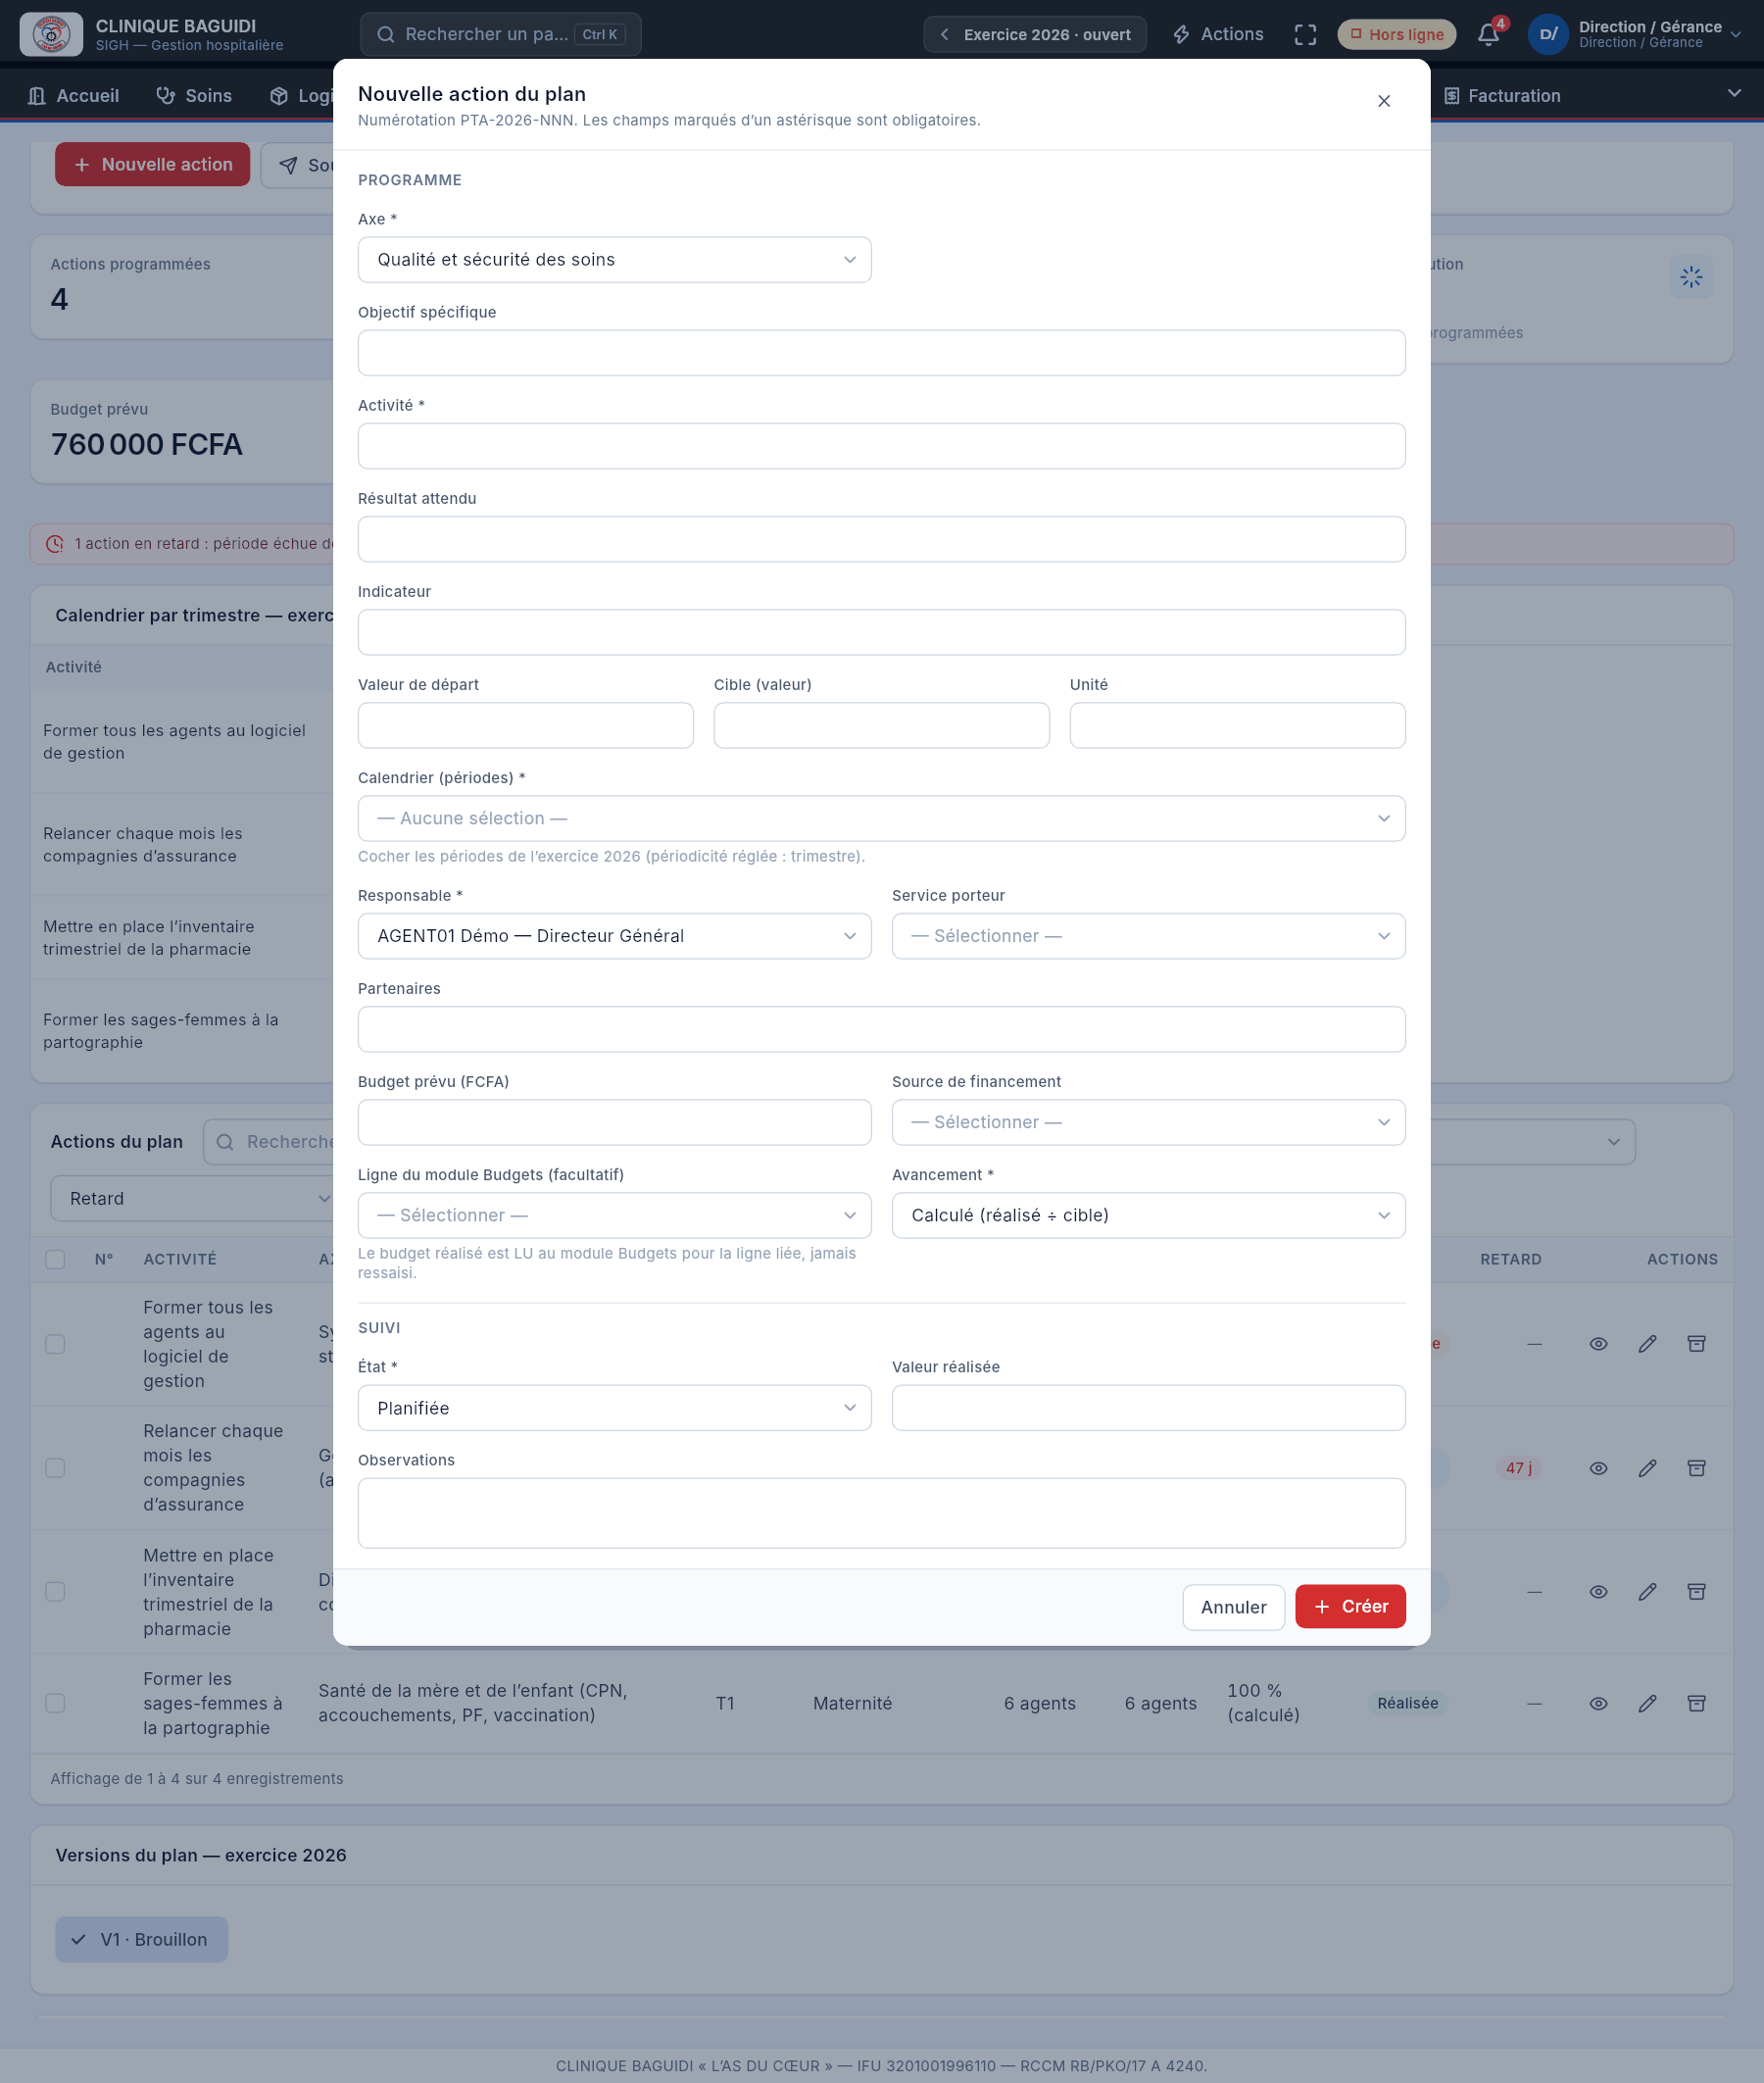 CLINIQUE BAGUIDI
SIGH — Gestion hospitalière
Rechercher un pa... Ctrl K
Exercice 2026 · ouvert
Actions
Hors ligne
4
D/
Direction / Gérance
Direction / Gérance
Accueil
Soins
Facturation
Nouvelle action
Actions programmées
4
programmées
Budget prévu
760 000 FCFA
1 action en retard : période échue
Calendrier par trimestre —
Activité
Former tous les agents au logiciel
de gestion
Relancer chaque mois les
compagnies d’assurance
Mettre en place l’inventaire
trimestriel de la pharmacie
Former les sages-femmes à la
partographie
Nouvelle action du plan
Numérotation PTA-2026-NNN. Les champs marqués d’un astérisque sont obligatoires.
PROGRAMME
Axe *
Qualité et sécurité des soins
Objectif spécifique
Activité *
Résultat attendu
Indicateur
Valeur de départ
Cible (valeur)
Unité
Calendrier (périodes) *
— Aucune sélection —
Cocher les périodes de l’exercice 2026 (périodicité réglée : trimestre).
Responsable *
Service porteur
AGENT01 Démo — Directeur Général
— Sélectionner —
Partenaires
Budget prévu (FCFA)
Source de financement
— Sélectionner —
Ligne du module Budgets (facultatif)
Avancement *
— Sélectionner —
Calculé (réalisé ÷ cible)
Le budget réalisé est LU au module Budgets pour la ligne liée, jamais
ressaisi.
SUIVI
État *
Valeur réalisée
Planifiée
Observations
Annuler
Créer
Actions du plan
Retard
N°
ACTIVITÉ
RETARD
ACTIONS
Former tous les
agents au
logiciel de
gestion
—
Relancer chaque
mois les
compagnies
d’assurance
47 j
Mettre en place
l’inventaire
trimestriel de la
pharmacie
—
Former les
sages-femmes à
la partographie
Santé de la mère et de l’enfant (CPN,
accouchements, PF, vaccination)
T1
Maternité
6 agents
6 agents
100 %
(calculé)
Réalisée
—
Affichage de 1 à 4 sur 4 enregistrements
Versions du plan — exercice 2026
V1 · Brouillon
CLINIQUE BAGUIDI « L’AS DU CŒUR » — IFU 3201001996110 — RCCM RB/PKO/17 A 4240.